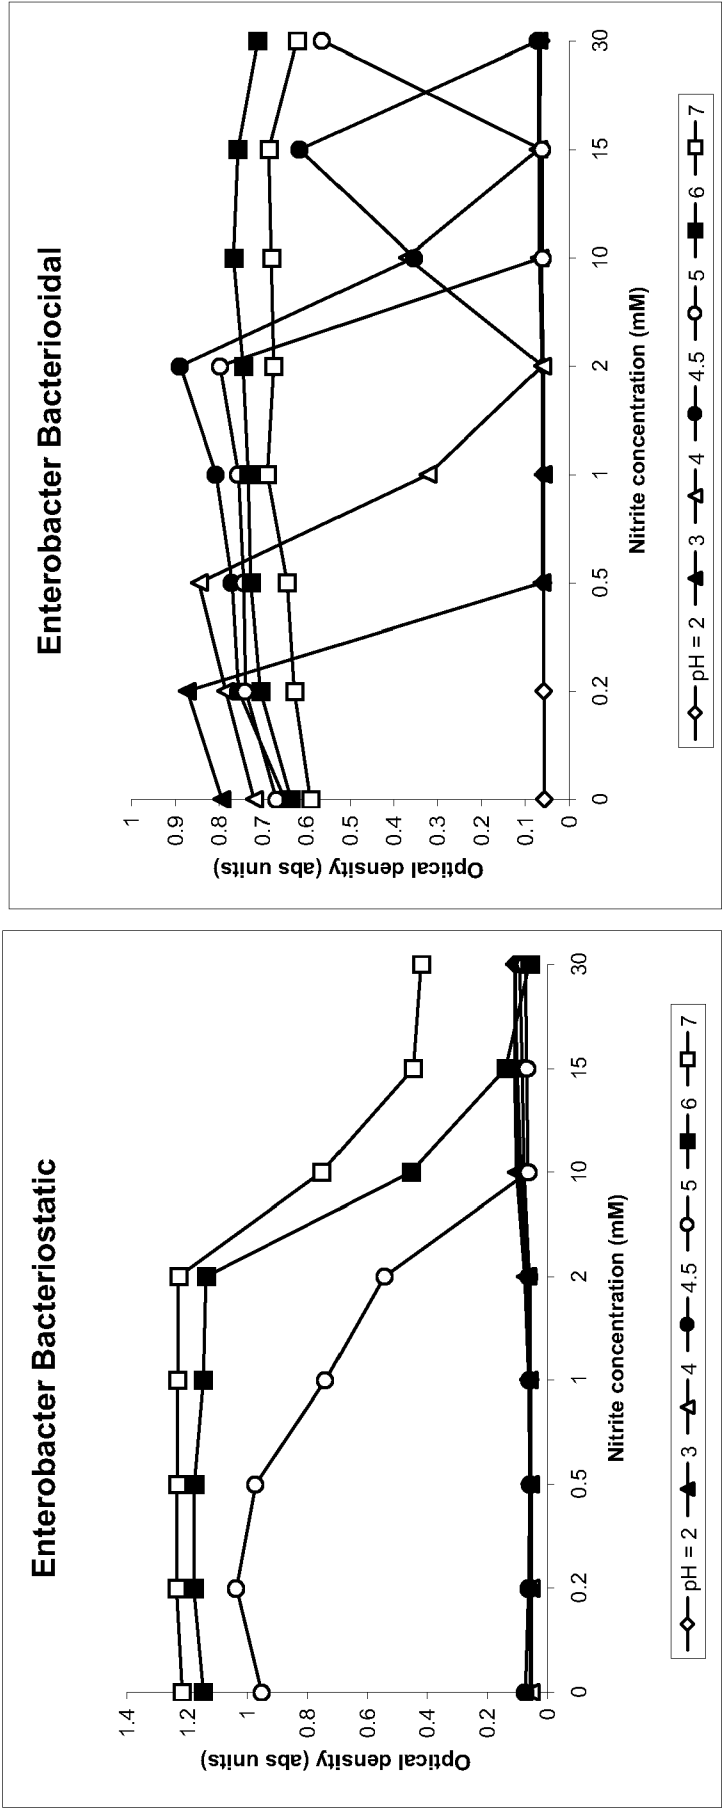 Enterobacter Bacteriostatic
1.4
1.2
1
0.8
0.6
0.4
0.2
0
Optical density (abs units)
0 0.2 0.5 1 2 10 15 30
Nitrite concentration (mM)
pH = 2 3 4 4.5 5 6 7
Enterobacter Bacteriocidal
1
0.9
0.8
0.7
0.6
0.5
0.4
0.3
0.2
0.1
0
Optical density (abs units)
0 0.2 0.5 1 2 10 15 30
Nitrite concentration (mM)
pH = 2 3 4 4.5 5 6 7